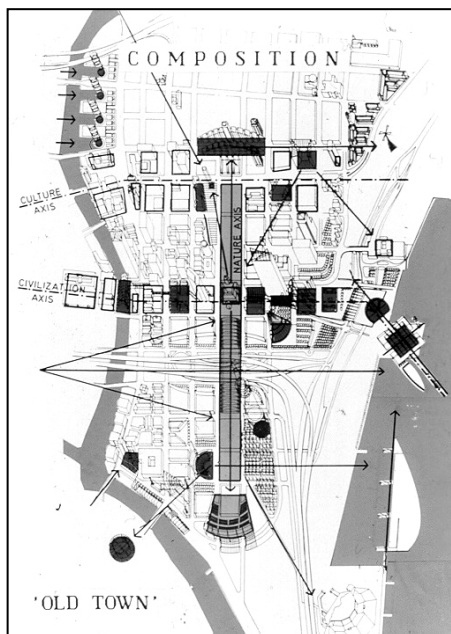 COMPOSITION
CULTURE
AXIS
NATURE AXIS
CIVILIZATION
AXIS
'OLD TOWN'